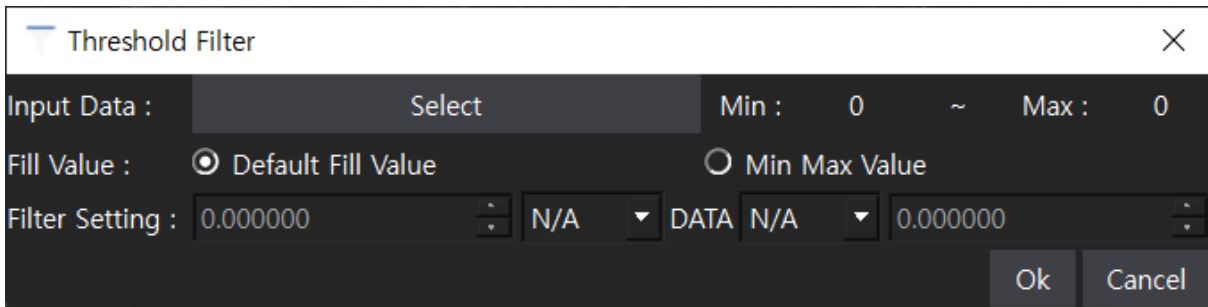 Threshold Filter
Input Data : Select Min : 0 ~ Max : 0
Fill Value : Default Fill Value Min Max Value
Filter Setting : 0.000000 N/A DATA N/A 0.000000
Ok Cancel